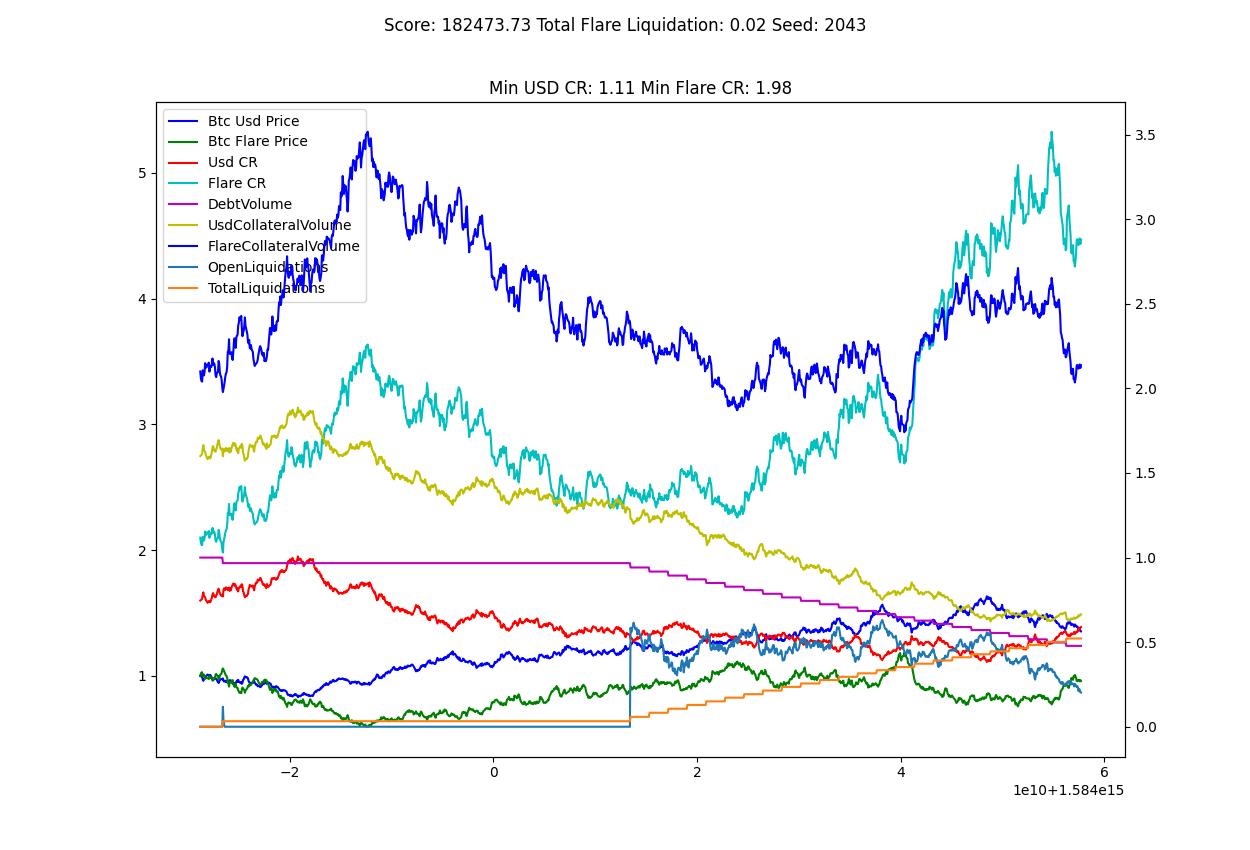 Score: 182473.73 Total Flare Liquidation: 0.02 Seed: 2043
Min USD CR: 1.11 Min Flare CR: 1.98
Btc Usd Price
Btc Flare Price
Usd CR
Flare CR
DebtVolume
UsdCollateralVolume
FlareCollateralVolume
OpenLiquidations
TotalLiquidations
5
4
3
2
1
3.5
3.0
2.5
2.0
1.5
1.0
0.5
0.0
−2 0 2 4 6
1e10+1.584e15